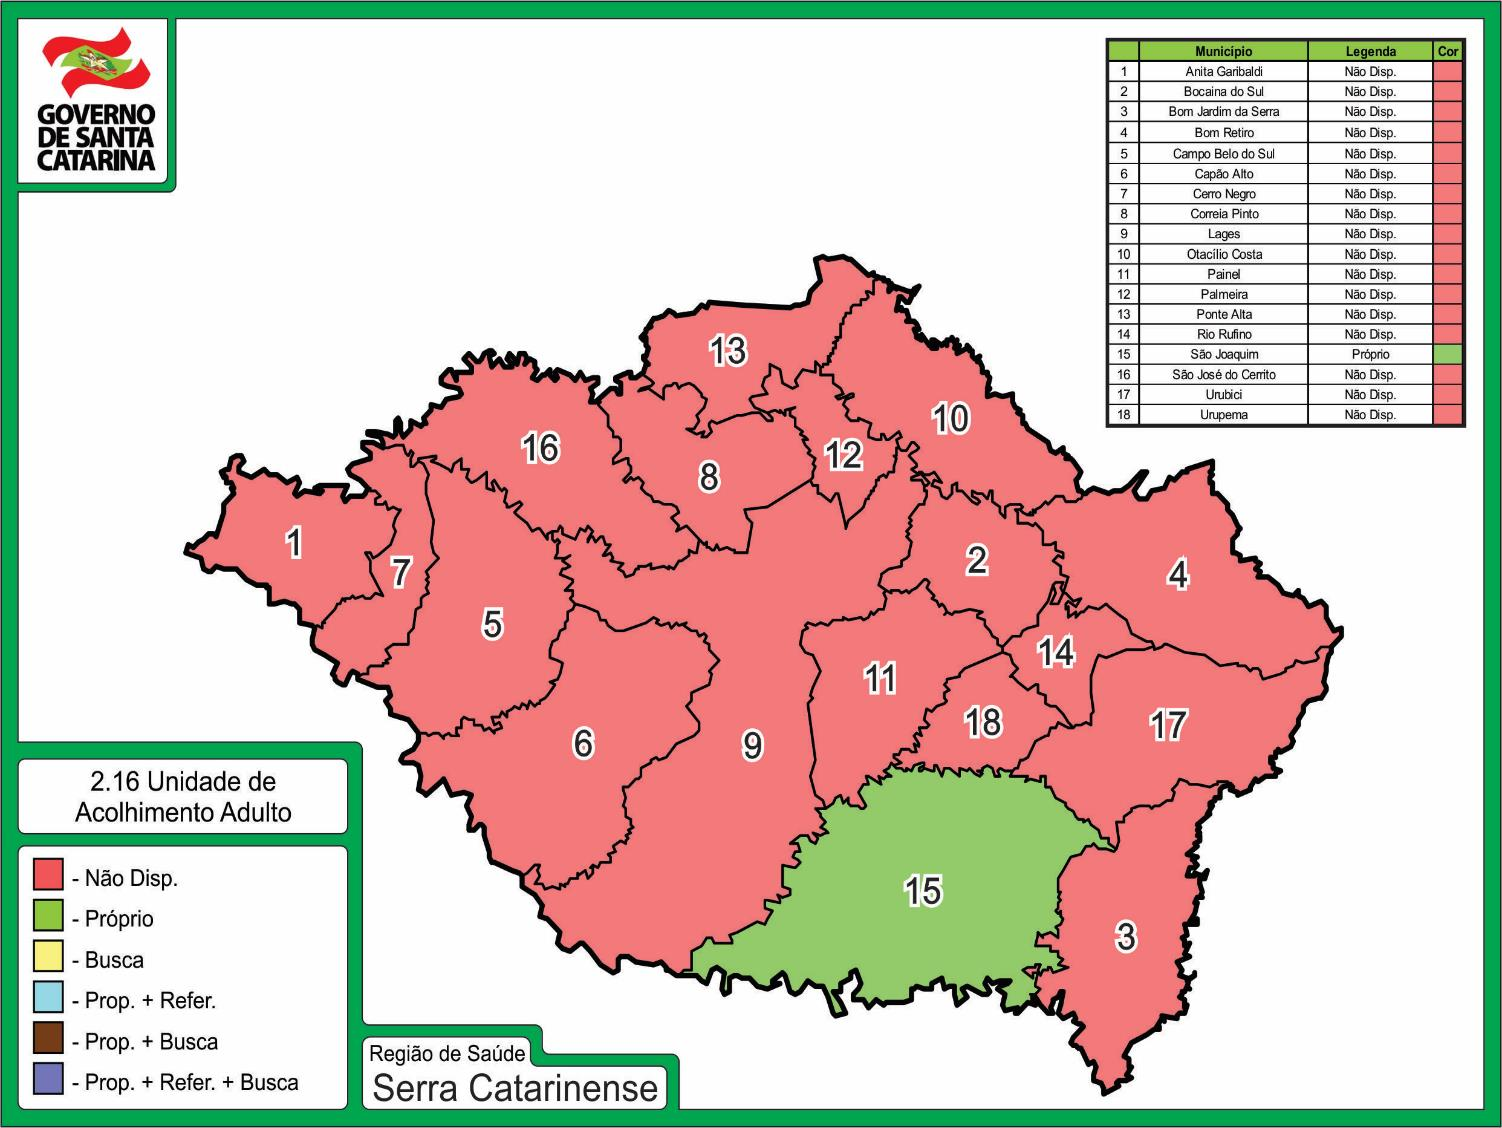 GOVERNO
DE SANTA
CATARINA
Município Legenda Cor
1 Anita Garibaldi Não Disp.
2 Bocaina do Sul Não Disp.
3 Bom Jardim da Serra Não Disp.
4 Bom Retiro Não Disp.
5 Campo Belo do Sul Não Disp.
6 Capão Alto Não Disp.
7 Cerro Negro Não Disp.
8 Correia Pinto Não Disp.
9 Lages Não Disp.
10 Otacílio Costa Não Disp.
11 Painel Não Disp.
12 Palmeira Não Disp.
13 Ponte Alta Não Disp.
14 Rio Rufino Não Disp.
15 São Joaquim Próprio
16 São José do Cerrito Não Disp.
17 Urubici Não Disp.
18 Urupema Não Disp.
13
10
16
12
8
1
2
7
4
5
14
11
18
17
6
9
15
3
2.16 Unidade de
Acolhimento Adulto
- Não Disp.
- Próprio
- Busca
- Prop. + Refer.
- Prop. + Busca
- Prop. + Refer. + Busca
Região de Saúde
Serra Catarinense